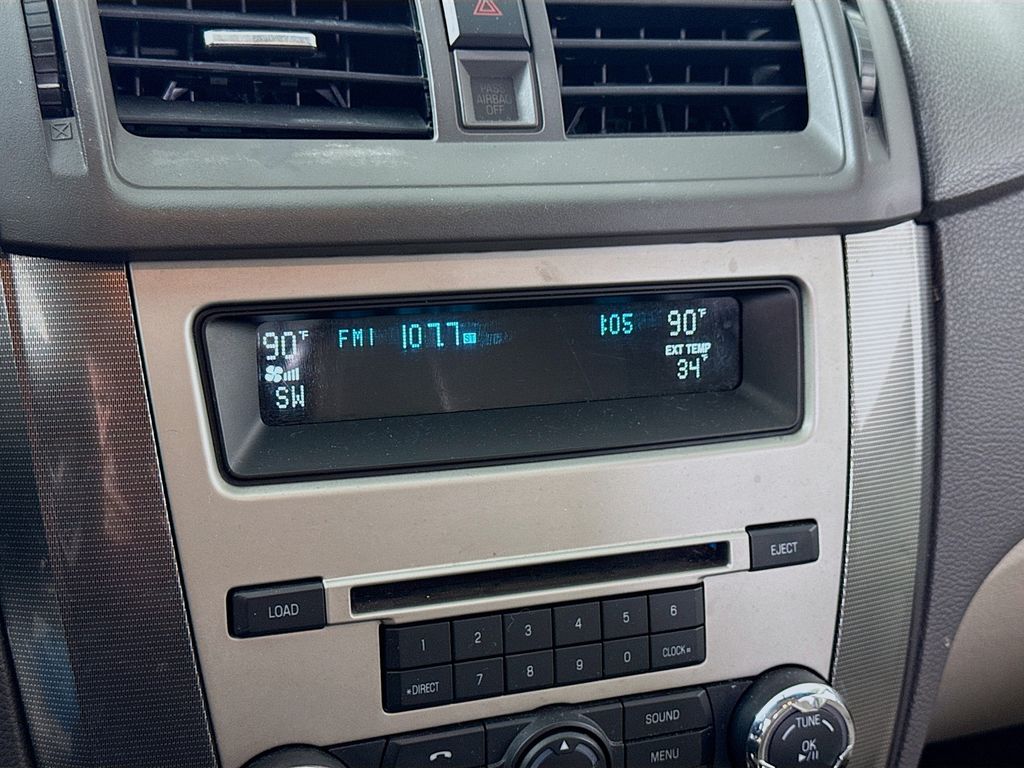 PASS
AIRBAG
OFF
90°F FM1 107.7 ST 1:05 90°F
EXT TEMP
34°F
SW
EJECT
LOAD
1 2 3 4 5 6
*DIRECT 7 8 9 0 CLOCK
SOUND
MENU
TUNE
OK